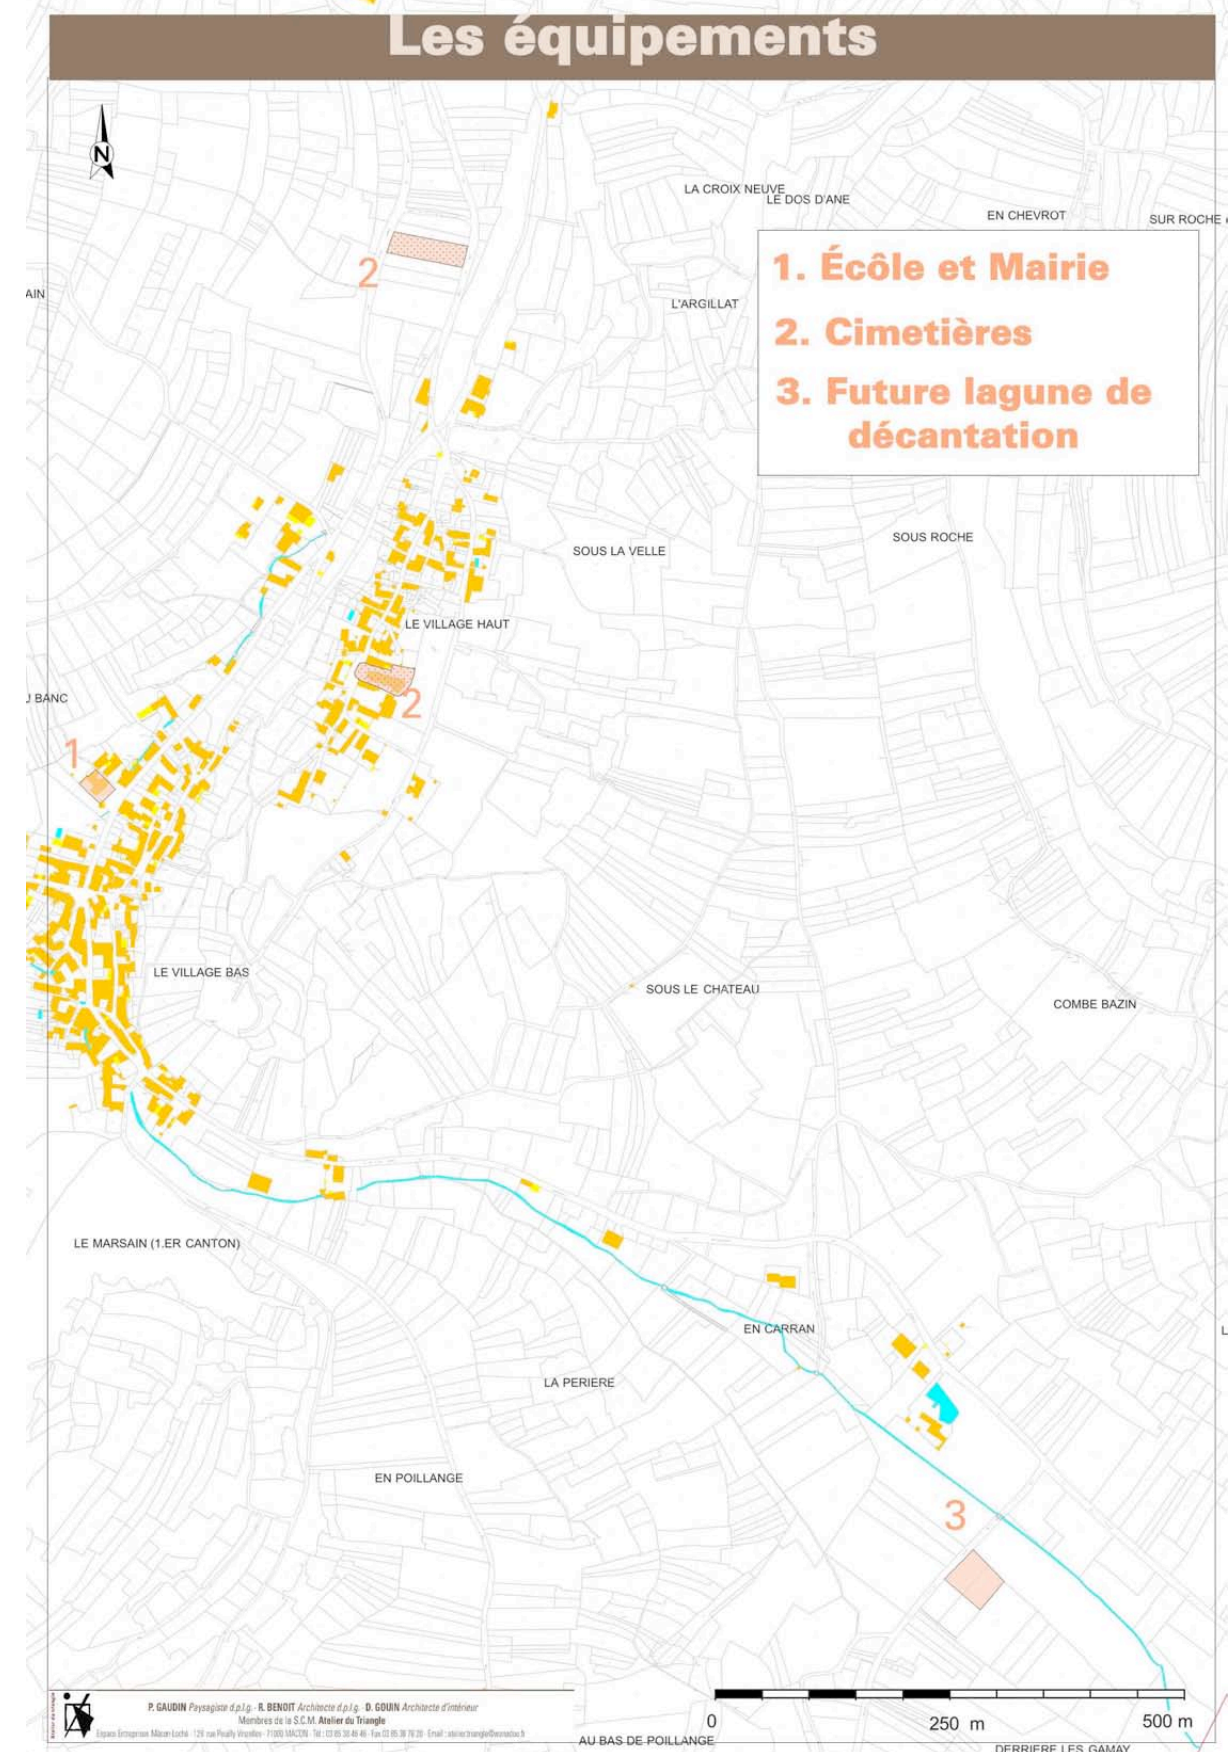 Les équipements
N
LA CROIX NEUVE
LE DOS D'ANE
EN CHEVROT
SUR ROCHE
1. Écôle et Mairie
2. Cimetières
3. Future lagune de
décantation
2
AIN
L'ARGILLAT
SOUS ROCHE
SOUS LA VELLE
LE VILLAGE HAUT
2
BANC
1
LE VILLAGE BAS
SOUS LE CHATEAU
COMBE BAZIN
LE MARSAIN (1.ER CANTON)
EN CARRAN
L
LA PERIERE
EN POILLANGE
3
P. GAUDIN Paysagiste d.p.l.g. - R. BENOIT Architecte d.p.l.g. - D. GOUIN Architecte d'intérieur
Membres de la S.C.M. Atelier du Triangle
0 250 m 500 m
AU BAS DE POILLANGE
DERRIERE LES GAMAY